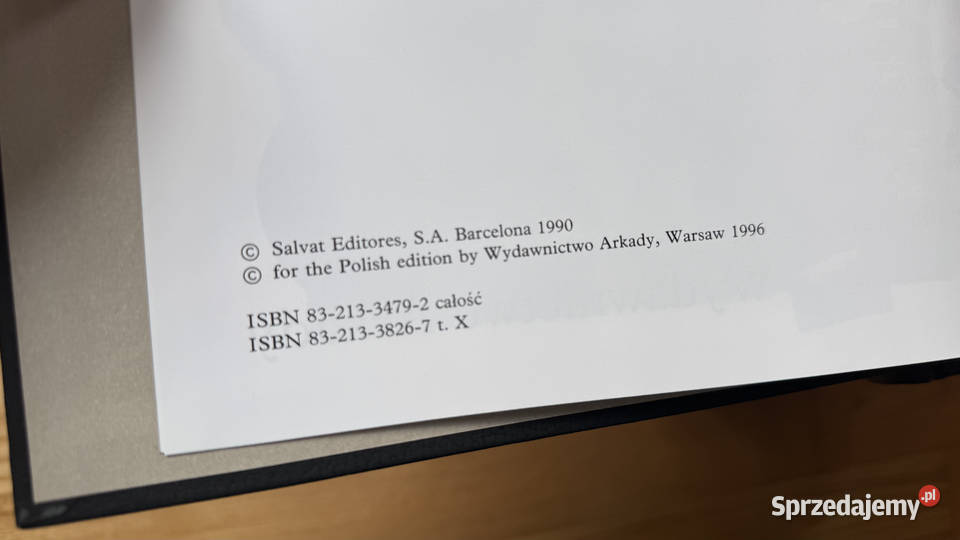 © Salvat Editores, S.A. Barcelona 1990
© for the Polish edition by Wydawnictwo Arkady, Warsaw 1996
ISBN 83-213-3479-2 całość
ISBN 83-213-3826-7 t. X
Sprzedajemy.pl